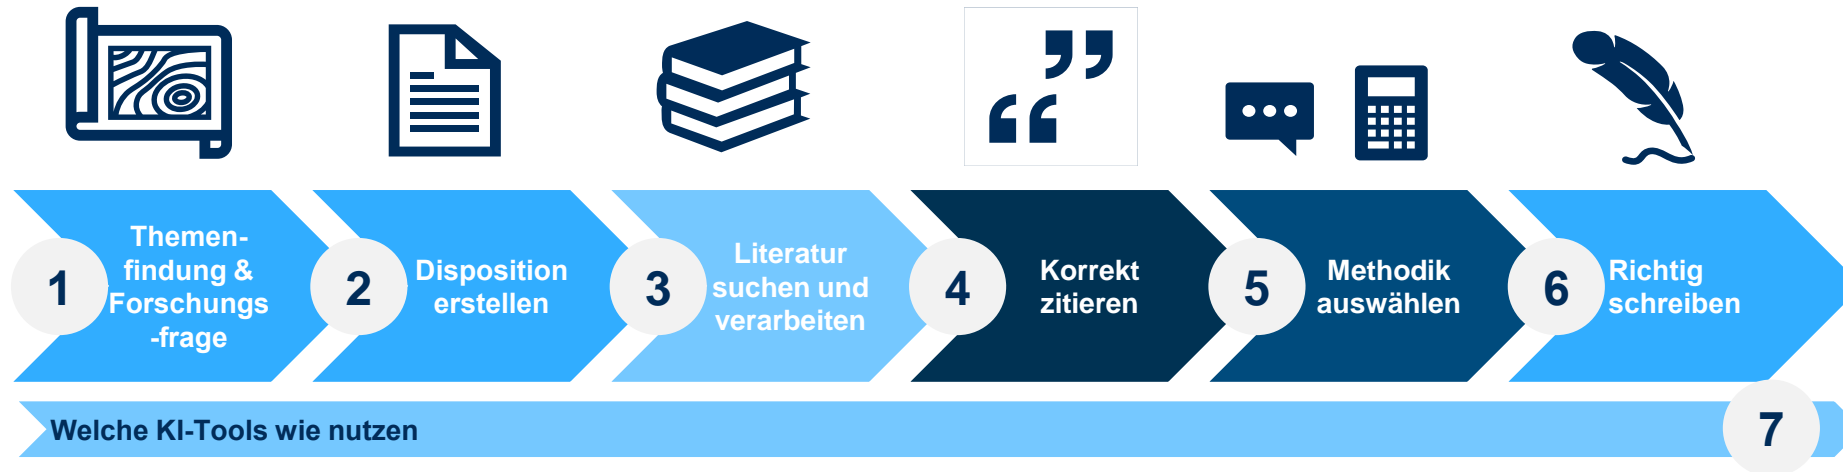 1
Themen-
findung &
Forschungs
-frage
2
Disposition
erstellen
3
Literatur
suchen und
verarbeiten
4
Korrekt
zitieren
5
Methodik
auswählen
6
Richtig
schreiben
Welche KI-Tools wie nutzen
7